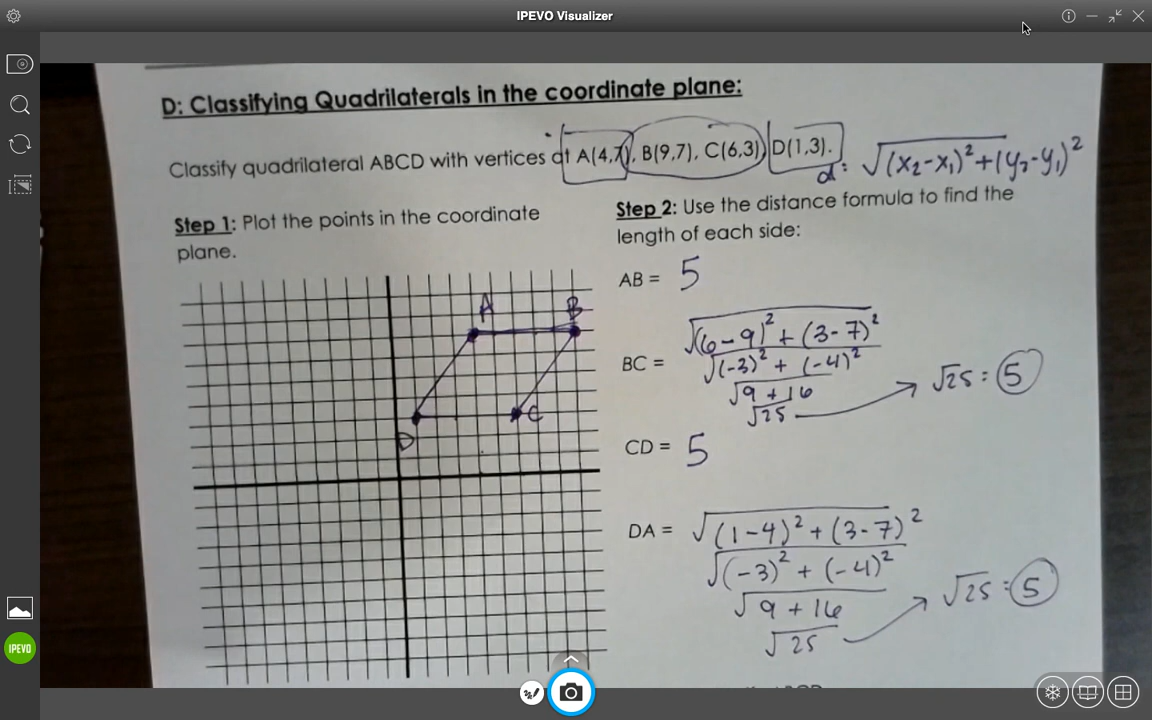 IPEVO Visualizer
D: Classifying Quadrilaterals in the coordinate plane:
Classify quadrilateral ABCD with vertices at A(4,7), B(9,7), C(6,3), D(1,3).
d: √(x₂-x₁)²+(y₂-y₁)²
Step 1: Plot the points in the coordinate
plane.
A
B
C
D
Step 2: Use the distance formula to find the
length of each side:
AB = 5
BC = √(6-9)² + (3-7)²
√(-3)² + (-4)²
√9 + 16
√25
√25 = 5
CD = 5
DA = √(1-4)² + (3-7)²
√(-3)² + (-4)²
√9 + 16
√25
√25 = 5
IPEVO